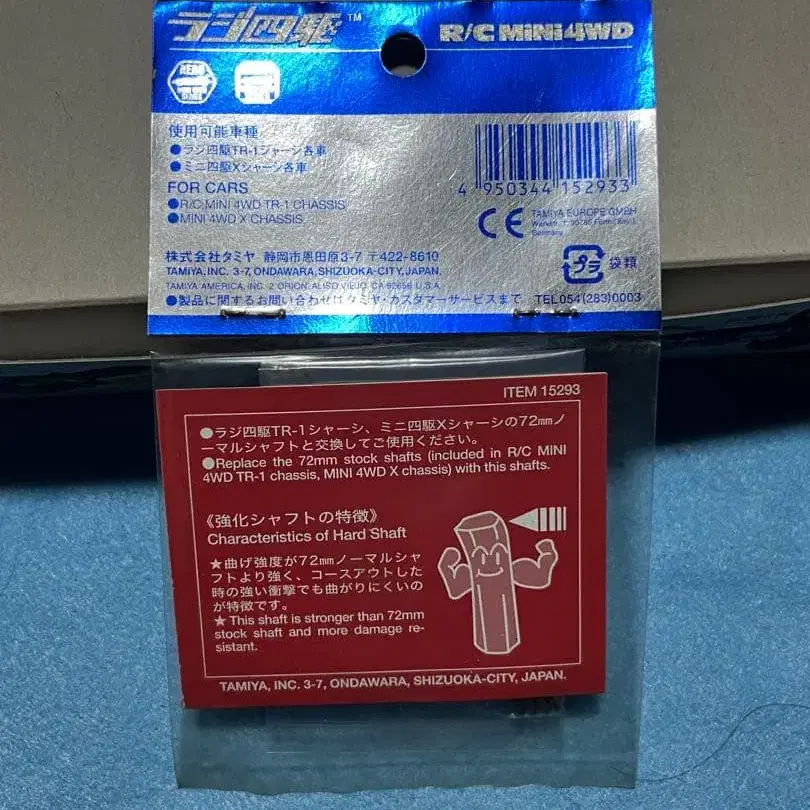 ラジ四駆™
R/C MINI 4WD
使用可能車種
●ラジ四駆TR-1シャーシ各車
●ミニ四駆Xシャーシ各車
FOR CARS
●R/C MINI 4WD TR-1 CHASSIS
●MINI 4WD X CHASSIS
4 950344 152933
CE
TAMIYA EUROPE GMBH
Germany
プラ
袋類
株式会社タミヤ 静岡市恩田原3-7 〒422-8610
TAMIYA, INC. 3-7, ONDAWARA, SHIZUOKA-CITY, JAPAN.
TAMIYA AMERICA, INC. 2 ORION, ALISO VIEJO, CA 92656 U.S.A.
●製品に関するお問い合わせはタミヤ・カスタマーサービスまで TEL054(283)0003
ITEM 15293
●ラジ四駆TR-1シャーシ、ミニ四駆Xシャーシの72mmノ
ーマルシャフトと交換してご使用ください。
●Replace the 72mm stock shafts (included in R/C MINI
4WD TR-1 chassis, MINI 4WD X chassis) with this shafts.
《強化シャフトの特徴》
Characteristics of Hard Shaft
★曲げ強度が72mmノーマルシャ
フトより強く、コースアウトした
時の強い衝撃でも曲がりにくいの
が特徴です。
★This shaft is stronger than 72mm
stock shaft and more damage re-
sistant.
TAMIYA, INC. 3-7, ONDAWARA, SHIZUOKA-CITY, JAPAN.